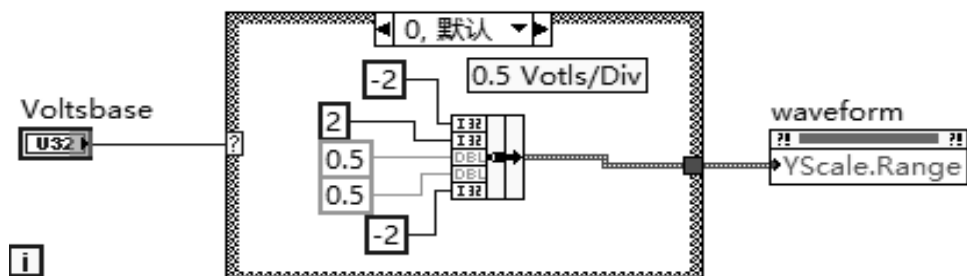 0, 默认
0.5 Votls/Div
-2
Voltsbase
waveform
I32
2
I32
U32
?
0.5
DBL
?!
?!
0.5
DBL
YScale.Range
I32
-2
i